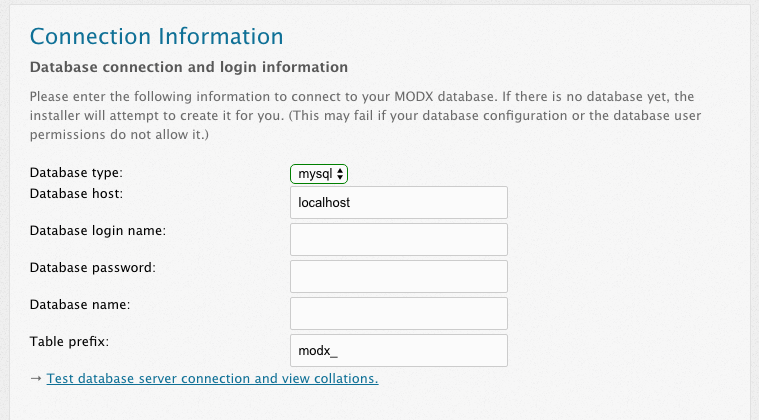 Connection Information
Database connection and login information
Please enter the following information to connect to your MODX database. If there is no database yet, the
installer will attempt to create it for you. (This may fail if your database configuration or the database user
permissions do not allow it.)
Database type: mysql
Database host: localhost
Database login name:
Database password:
Database name:
Table prefix: modx_
→ Test database server connection and view collations.